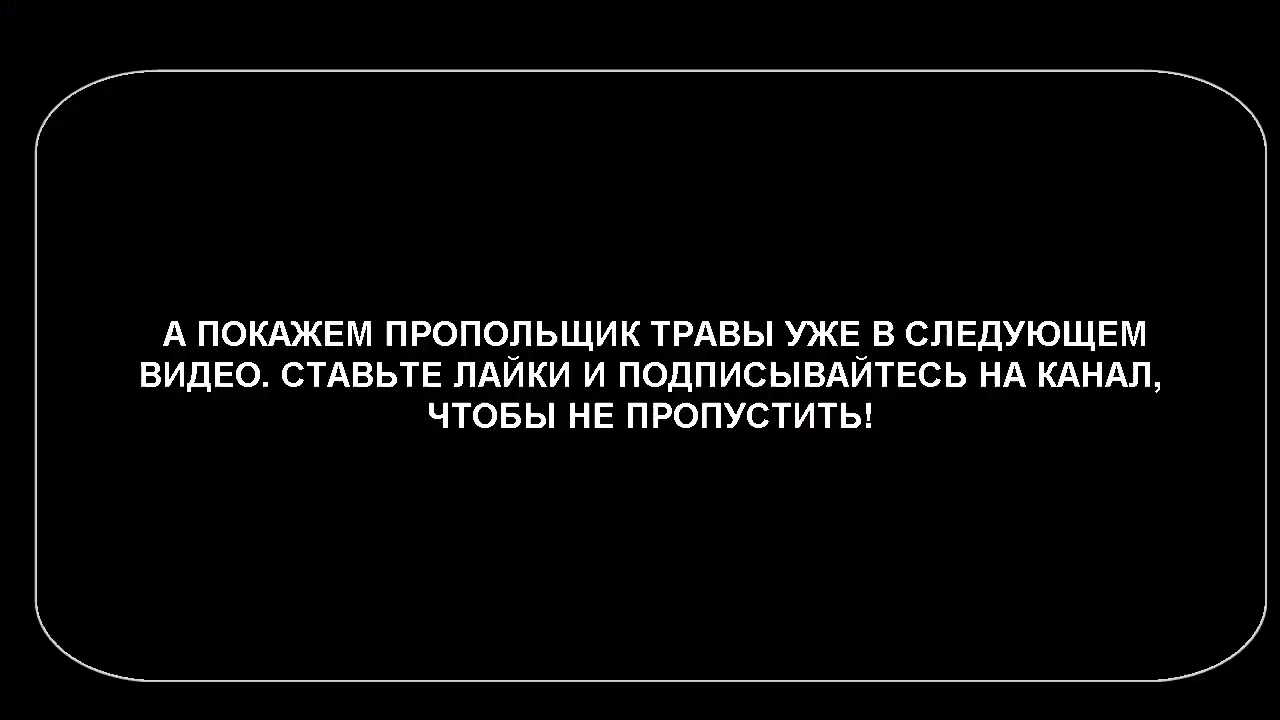 А ПОКАЖЕМ ПРОПОЛЬЩИК ТРАВЫ УЖЕ В СЛЕДУЮЩЕМ
ВИДЕО. СТАВЬТЕ ЛАЙКИ И ПОДПИСЫВАЙТЕСЬ НА КАНАЛ,
ЧТОБЫ НЕ ПРОПУСТИТЬ!